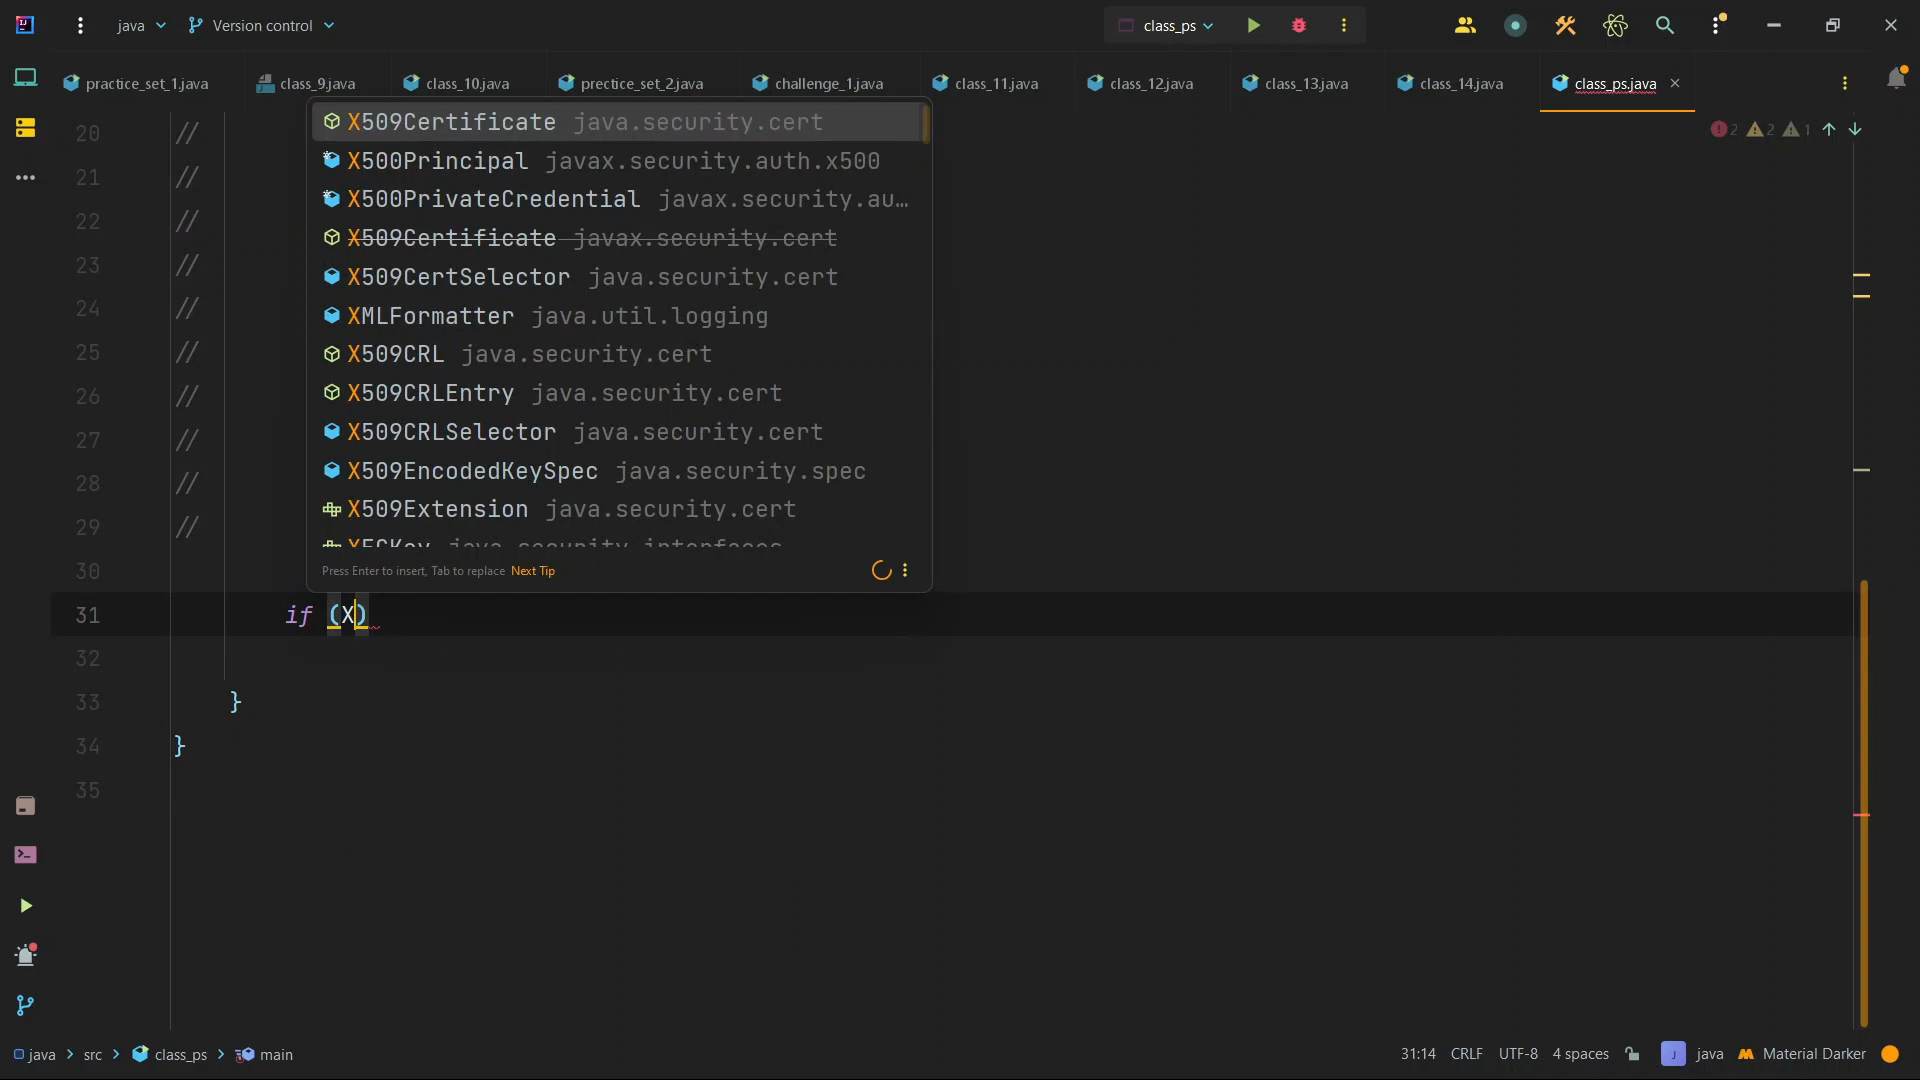 java
Version control
class_ps
practice_set_1.java
class_9.java
class_10.java
prectice_set_2.java
challenge_1.java
class_11.java
class_12.java
class_13.java
class_14.java
class_ps.java
2 2 1
X509Certificate java.security.cert
X500Principal javax.security.auth.x500
X500PrivateCredential javax.security.au...
X509Certificate javax.security.cert
X509CertSelector java.security.cert
XMLFormatter java.util.logging
X509CRL java.security.cert
X509CRLEntry java.security.cert
X509CRLSelector java.security.cert
X509EncodedKeySpec java.security.spec
X509Extension java.security.cert
XECKey java.security.interfaces
Press Enter to insert, Tab to replace Next Tip
20 //
21 //
22 //
23 //
24 //
25 //
26 //
27 //
28 //
29 //
30
31 if (X)
32
33 }
34 }
35
java > src > class_ps > main
31:14 CRLF UTF-8 4 spaces J java Material Darker